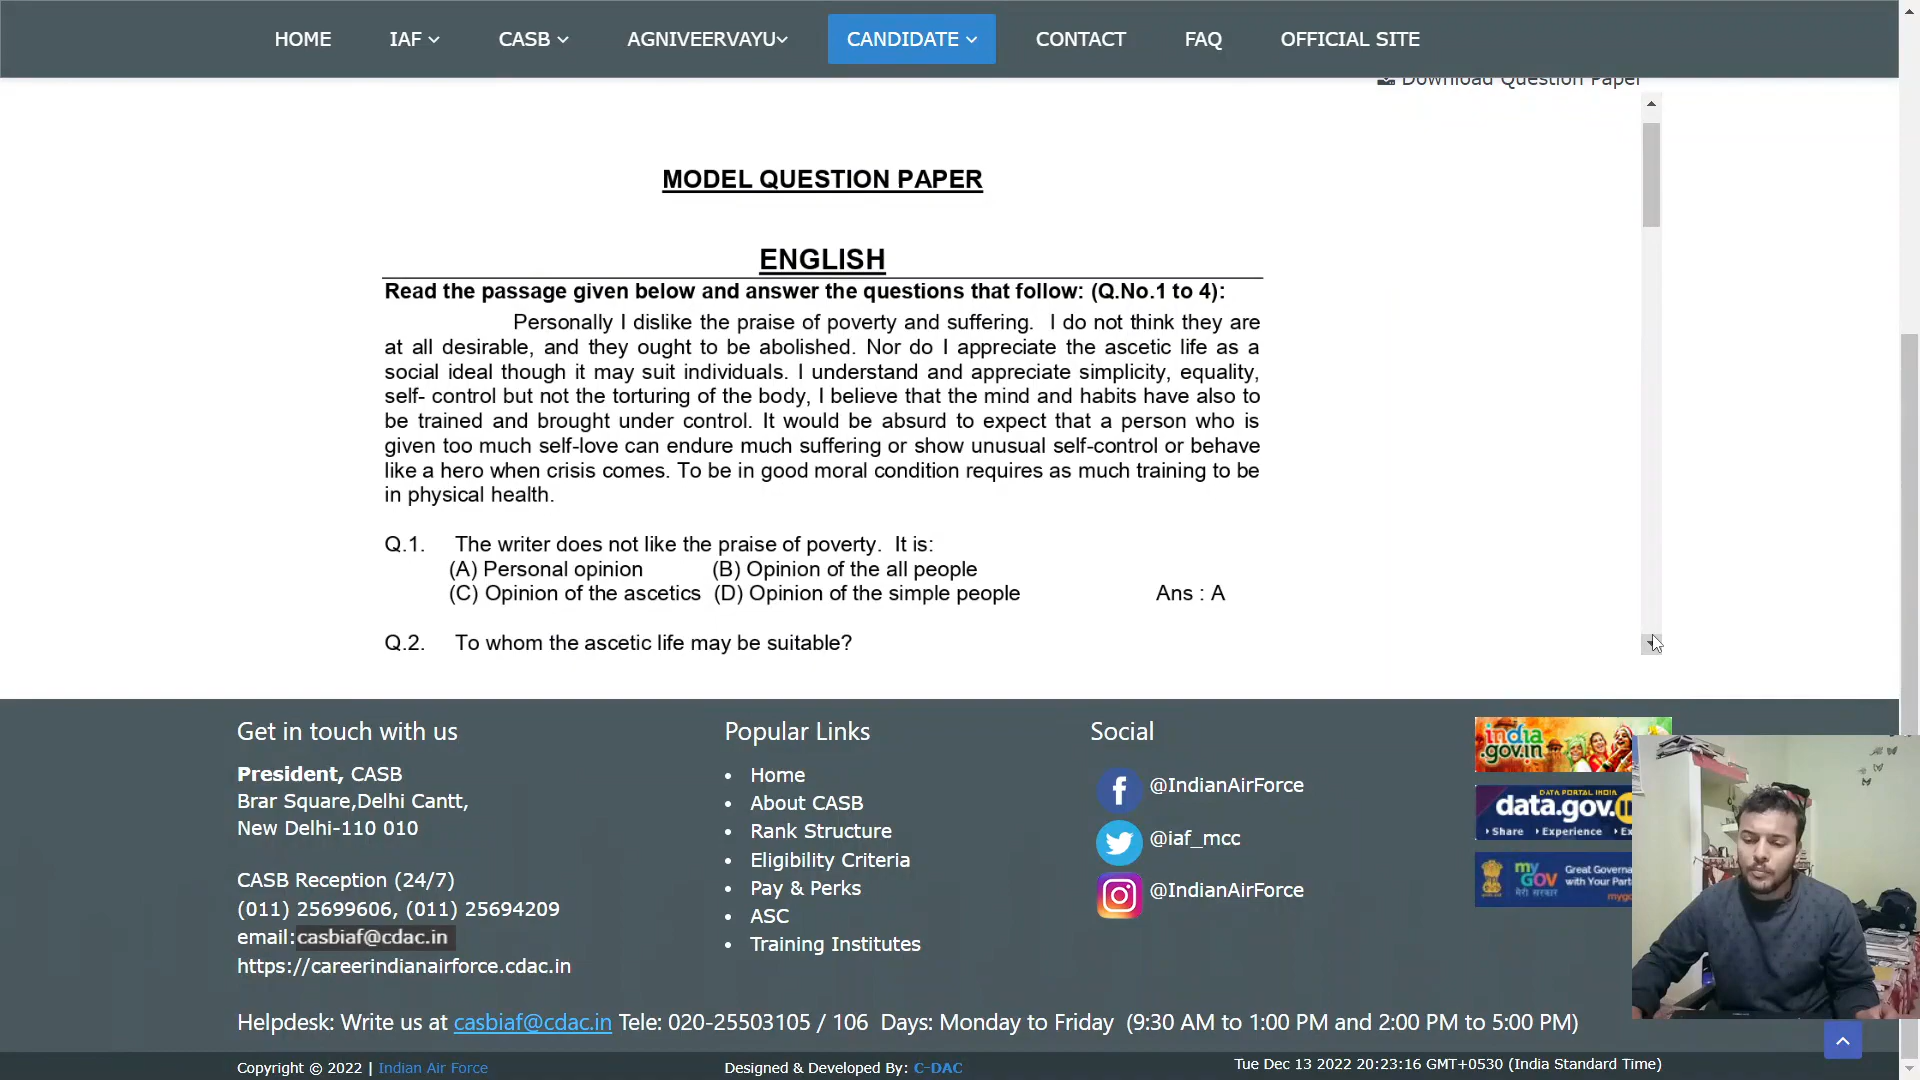 HOME IAF CASB AGNIVEERVAYU CANDIDATE CONTACT FAQ OFFICIAL SITE
Download Question Paper
MODEL QUESTION PAPER
ENGLISH
Read the passage given below and answer the questions that follow: (Q.No.1 to 4):
Personally I dislike the praise of poverty and suffering. I do not think they are
at all desirable, and they ought to be abolished. Nor do I appreciate the ascetic life as a
social ideal though it may suit individuals. I understand and appreciate simplicity, equality,
self- control but not the torturing of the body, I believe that the mind and habits have also to
be trained and brought under control. It would be absurd to expect that a person who is
given too much self-love can endure much suffering or show unusual self-control or behave
like a hero when crisis comes. To be in good moral condition requires as much training to be
in physical health.
Q.1. The writer does not like the praise of poverty. It is:
(A) Personal opinion (B) Opinion of the all people
(C) Opinion of the ascetics (D) Opinion of the simple people Ans : A
Q.2. To whom the ascetic life may be suitable?
Get in touch with us
President, CASB
Brar Square,Delhi Cantt,
New Delhi-110 010
CASB Reception (24/7)
(011) 25699606, (011) 25694209
email:casbiaf@cdac.in
https://careerindianairforce.cdac.in
Popular Links
• Home
• About CASB
• Rank Structure
• Eligibility Criteria
• Pay & Perks
• ASC
• Training Institutes
Social
@IndianAirForce
@iaf_mcc
@IndianAirForce
india
gov.in
DATA PORTAL INDIA
data.gov.
Share Experience
my
GOV
मेरी सरकार
Great Governa
with Your Part
Helpdesk: Write us at casbiaf@cdac.in Tele: 020-25503105 / 106 Days: Monday to Friday (9:30 AM to 1:00 PM and 2:00 PM to 5:00 PM)
Copyright © 2022 | Indian Air Force
Designed & Developed By: C-DAC
Tue Dec 13 2022 20:23:16 GMT+0530 (India Standard Time)